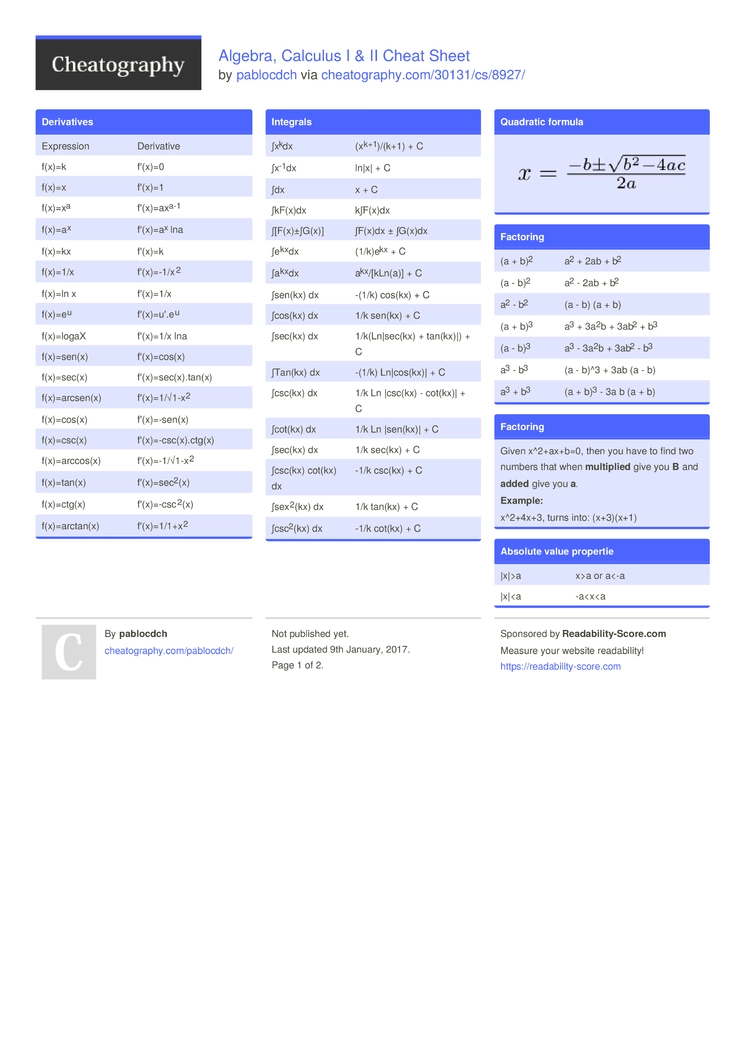 Cheatography
Algebra, Calculus I & II Cheat Sheet
by pablocdch via cheatography.com/30131/cs/8927/
Derivatives
Expression Derivative
f(x)=k f'(x)=0
f(x)=x f'(x)=1
f(x)=x^a f'(x)=ax^a-1
f(x)=a^x f'(x)=a^x lna
f(x)=kx f'(x)=k
f(x)=1/x f'(x)=-1/x^2
f(x)=ln x f'(x)=1/x
f(x)=e^u f'(x)=u'.e^u
f(x)=logaX f'(x)=1/x lna
f(x)=sen(x) f'(x)=cos(x)
f(x)=sec(x) f'(x)=sec(x).tan(x)
f(x)=arcsen(x) f'(x)=1/√1-x^2
f(x)=cos(x) f'(x)=-sen(x)
f(x)=csc(x) f'(x)=-csc(x).ctg(x)
f(x)=arccos(x) f'(x)=-1/√1-x^2
f(x)=tan(x) f'(x)=sec^2(x)
f(x)=ctg(x) f'(x)=-csc^2(x)
f(x)=arctan(x) f'(x)=1/1+x^2
Integrals
∫x^kdx (x^k+1)/(k+1) + C
∫x^-1dx ln|x| + C
∫dx x + C
∫kF(x)dx k∫F(x)dx
∫[F(x)±∫G(x)] ∫F(x)dx ± ∫G(x)dx
∫e^kxdx (1/k)e^kx + C
∫a^kxdx a^kx/[kLn(a)] + C
∫sen(kx) dx -(1/k) cos(kx) + C
∫cos(kx) dx 1/k sen(kx) + C
∫sec(kx) dx 1/k(Ln|sec(kx) + tan(kx)|) +
C
∫Tan(kx) dx -(1/k) Ln|cos(kx)| + C
∫csc(kx) dx 1/k Ln |csc(kx) - cot(kx)| +
C
∫cot(kx) dx 1/k Ln |sen(kx)| + C
∫sec(kx) dx 1/k sec(kx) + C
∫csc(kx) cot(kx) -1/k csc(kx) + C
dx
∫sex^2(kx) dx 1/k tan(kx) + C
∫csc^2(kx) dx -1/k cot(kx) + C
Quadratic formula
x = (-b±√(b^2-4ac))/2a
Factoring
(a + b)^2 a^2 + 2ab + b^2
(a - b)^2 a^2 - 2ab + b^2
a^2 - b^2 (a - b) (a + b)
(a + b)^3 a^3 + 3a^2b + 3ab^2 + b^3
(a - b)^3 a^3 - 3a^2b + 3ab^2 - b^3
a^3 - b^3 (a - b)^3 + 3ab (a - b)
a^3 + b^3 (a + b)^3 - 3a b (a + b)
Factoring
Given x^2+ax+b=0, then you have to find two
numbers that when multiplied give you B and
added give you a.
Example:
x^2+4x+3, turns into: (x+3)(x+1)
Absolute value propertie
|x|>a x>a or a<-a
|x|<a -a<x<a
C
By pablocdch
cheatography.com/pablocdch/
Not published yet.
Last updated 9th January, 2017.
Page 1 of 2.
Sponsored by Readability-Score.com
Measure your website readability!
https://readability-score.com